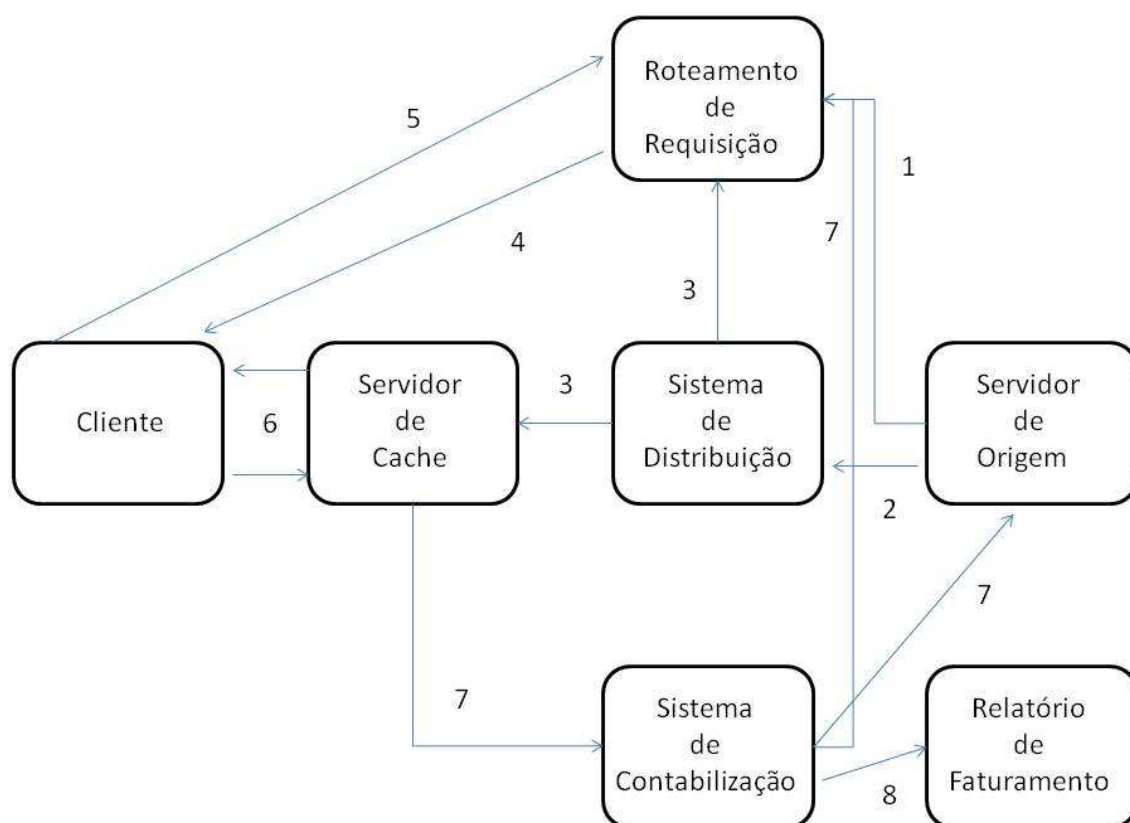 Roteamento
de
Requisição
5
1
4
7
3
Cliente
6
Servidor
de
Cache
3
Sistema
de
Distribuição
Servidor
de
Origem
2
7
7
Sistema
de
Contabilização
8
Relatório
de
Faturamento